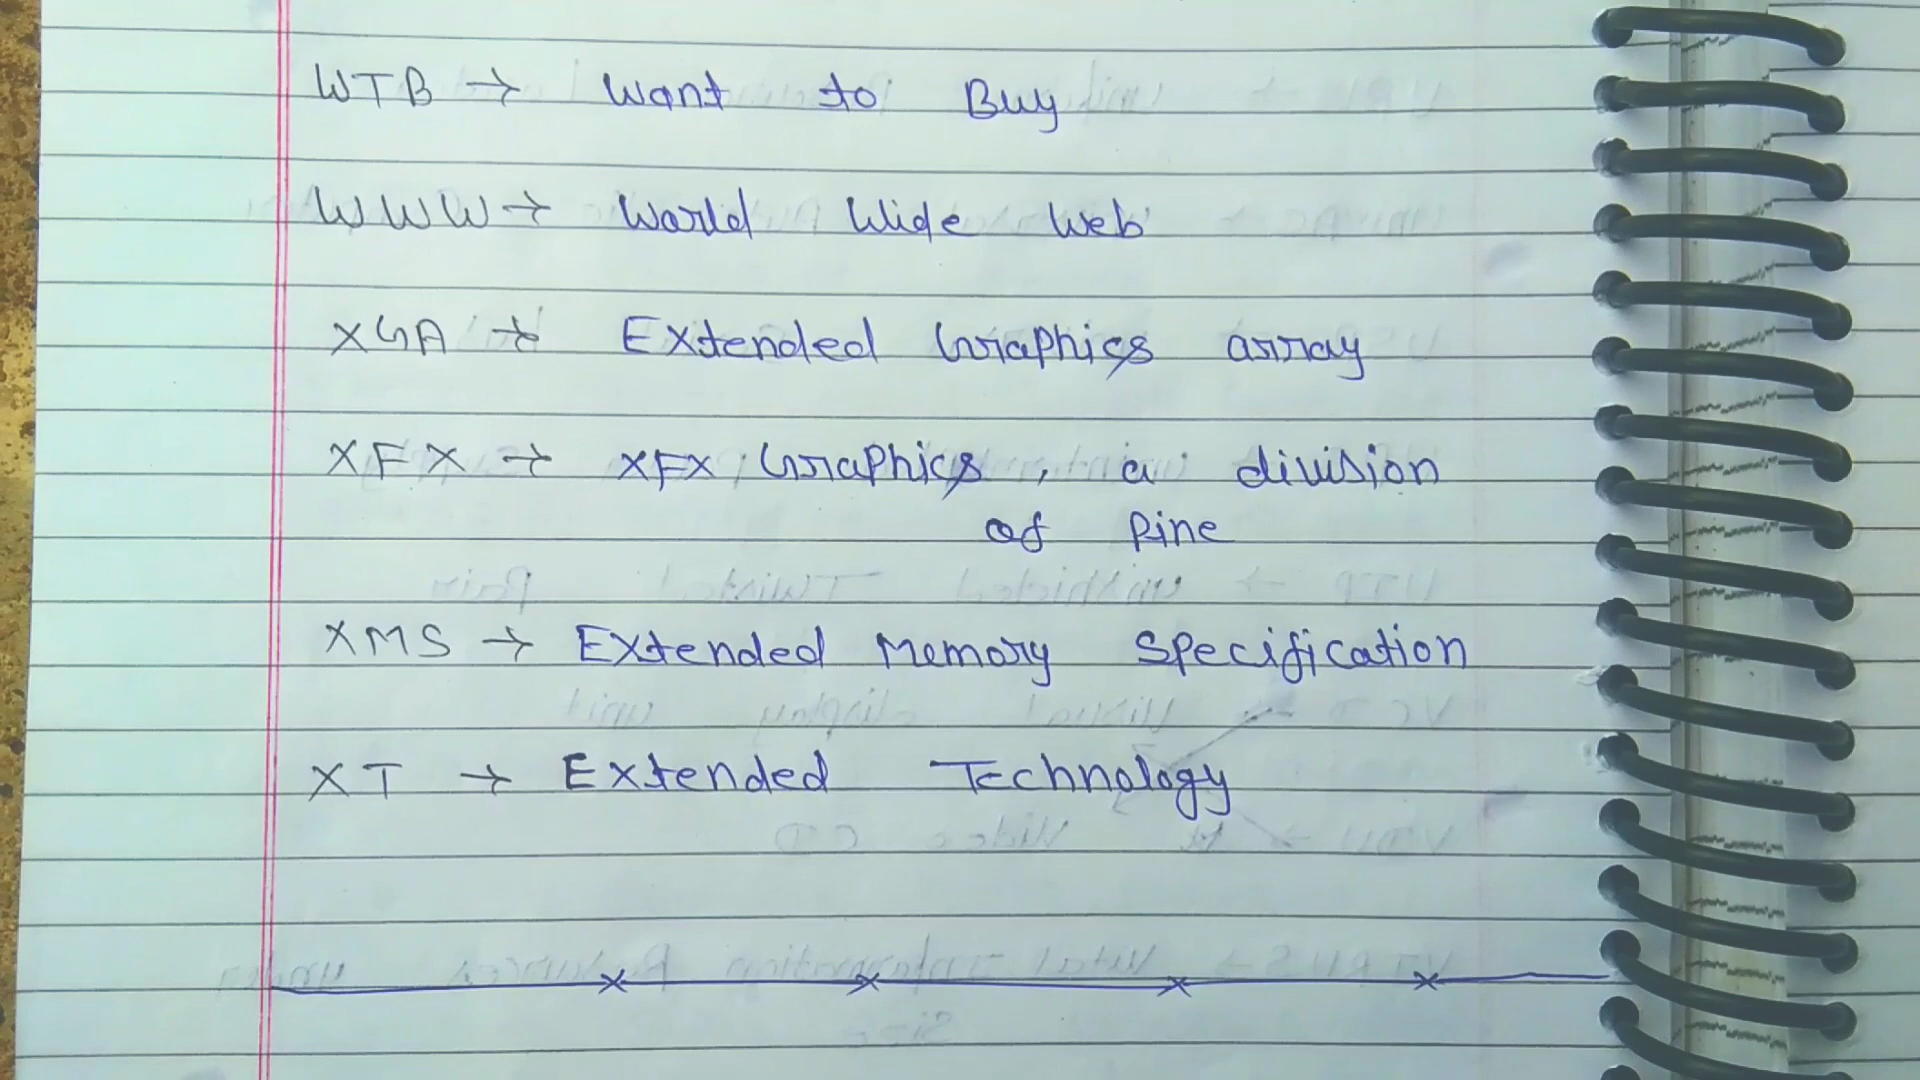 WTB → Want to Buy
WWW → World Wide Web
XGA → Extended Graphics array
XFX → XFX Graphics, a division
of Pine
XMS → Extended Memory Specification
XT → Extended Technology